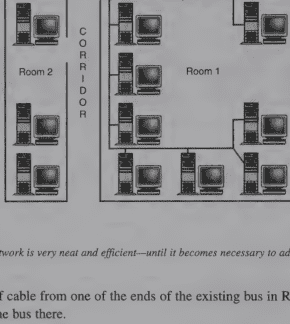 CORRIDOR
Room 2
Room 1
twork is very neat and efficient—until it becomes necessary to ad
f cable from one of the ends of the existing bus in R
e bus there.